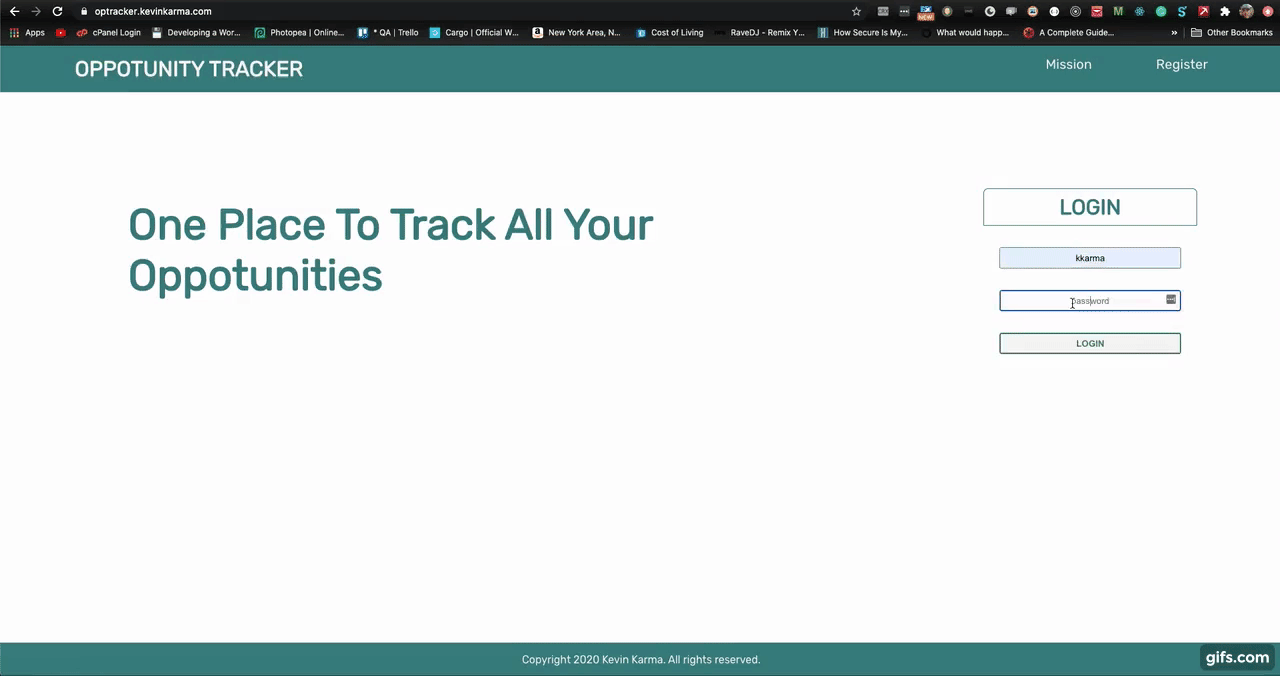 optracker.kevinkarma.com
Apps cPanel Login Developing a Wor... Photopea | Online... * QA | Trello Cargo | Official W... New York Area, N... Cost of Living RaveDJ - Remix Y... How Secure Is My... What would happ... A Complete Guide... » Other Bookmarks
OPPOTUNITY TRACKER
Mission
Register
One Place To Track All Your
Oppotunities
LOGIN
kkarma
password
LOGIN
Copyright 2020 Kevin Karma. All rights reserved.
gifs.com